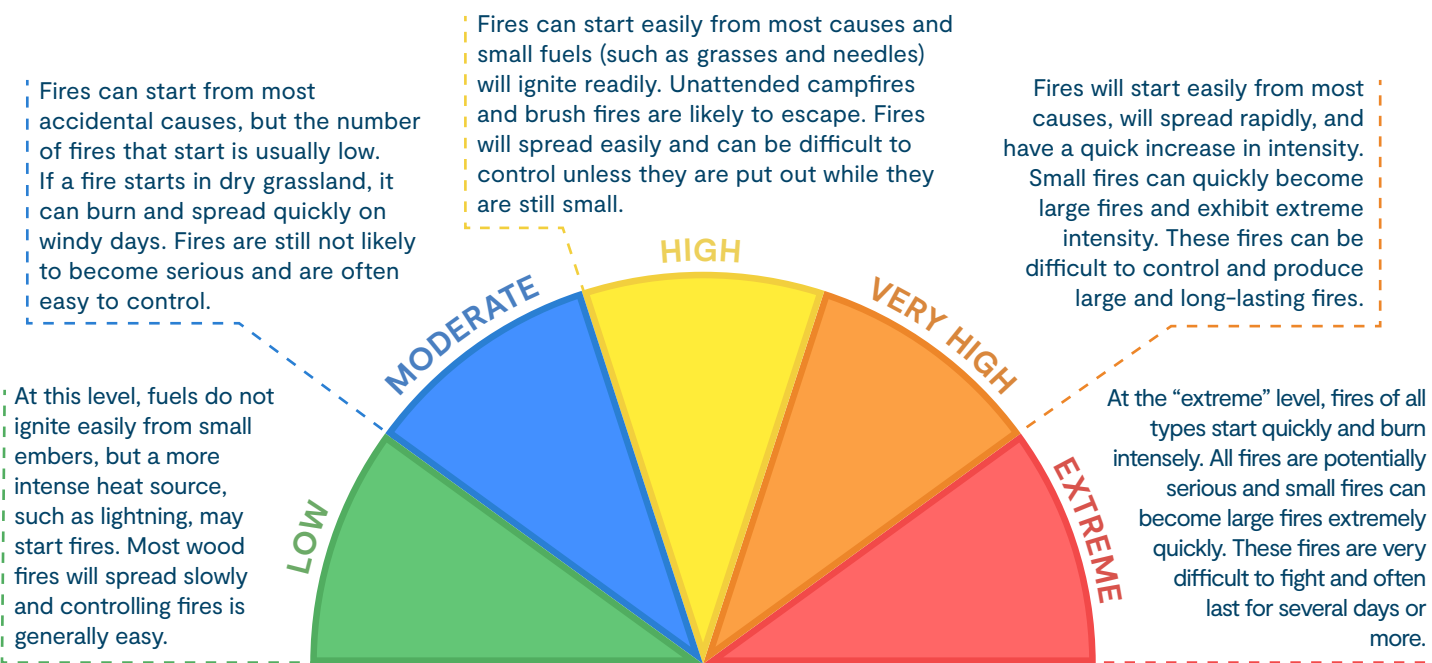 Fires can start easily from most causes and
small fuels (such as grasses and needles)
will ignite readily. Unattended campfires
and brush fires are likely to escape. Fires
will spread easily and can be difficult to
control unless they are put out while they
are still small.
Fires can start from most
accidental causes, but the number
of fires that start is usually low.
If a fire starts in dry grassland, it
can burn and spread quickly on
windy days. Fires are still not likely
to become serious and are often
easy to control.
Fires will start easily from most
causes, will spread rapidly, and
have a quick increase in intensity.
Small fires can quickly become
large fires and exhibit extreme
intensity. These fires can be
difficult to control and produce
large and long-lasting fires.
At this level, fuels do not
ignite easily from small
embers, but a more
intense heat source,
such as lightning, may
start fires. Most wood
fires will spread slowly
and controlling fires is
generally easy.
LOW
MODERATE
HIGH
VERY HIGH
EXTREME
At the “extreme” level, fires of all
types start quickly and burn
intensely. All fires are potentially
serious and small fires can
become large fires extremely
quickly. These fires are very
difficult to fight and often
last for several days or
more.